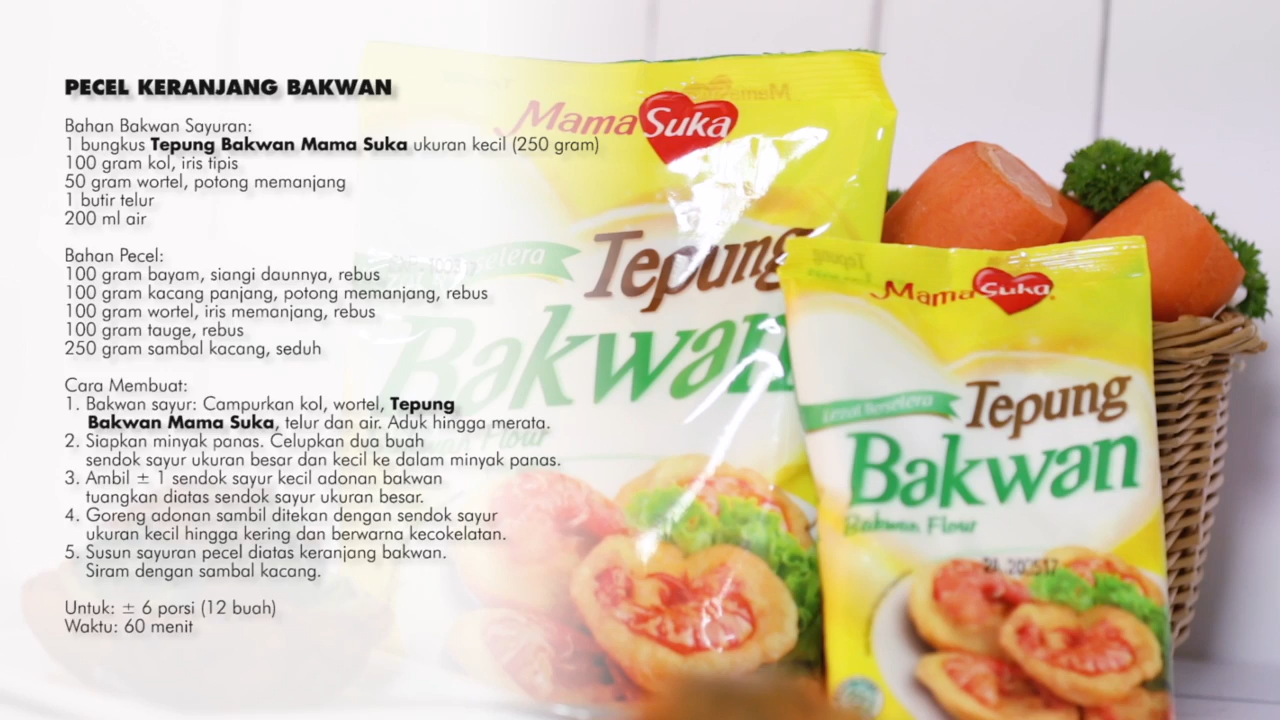 PECEL KERANJANG BAKWAN
Bahan Bakwan Sayuran:
1 bungkus Tepung Bakwan Mama Suka ukuran kecil (250 gram)
100 gram kol, iris tipis
50 gram wortel, potong memanjang
1 butir telur
200 ml air
Bahan Pecel:
100 gram bayam, siangi daunnya, rebus
100 gram kacang panjang, potong memanjang, rebus
100 gram wortel, iris memanjang, rebus
100 gram tauge, rebus
250 gram sambal kacang, seduh
Cara Membuat:
1. Bakwan sayur: Campurkan kol, wortel, Tepung
Bakwan Mama Suka, telur dan air. Aduk hingga merata.
2. Siapkan minyak panas. Celupkan dua buah
sendok sayur ukuran besar dan kecil ke dalam minyak panas.
3. Ambil ± 1 sendok sayur kecil adonan bakwan
tuangkan diatas sendok sayur ukuran besar.
4. Goreng adonan sambil ditekan dengan sendok sayur
ukuran kecil hingga kering dan berwarna kecokelatan.
5. Susun sayuran pecel diatas keranjang bakwan.
Siram dengan sambal kacang.
Untuk: ± 6 porsi (12 buah)
Waktu: 60 menit
Mama Suka
Tepung
Bakwan
Flour
Mama Suka
Lezat Berselera
Tepung
Bakwan
Bakwan Flour